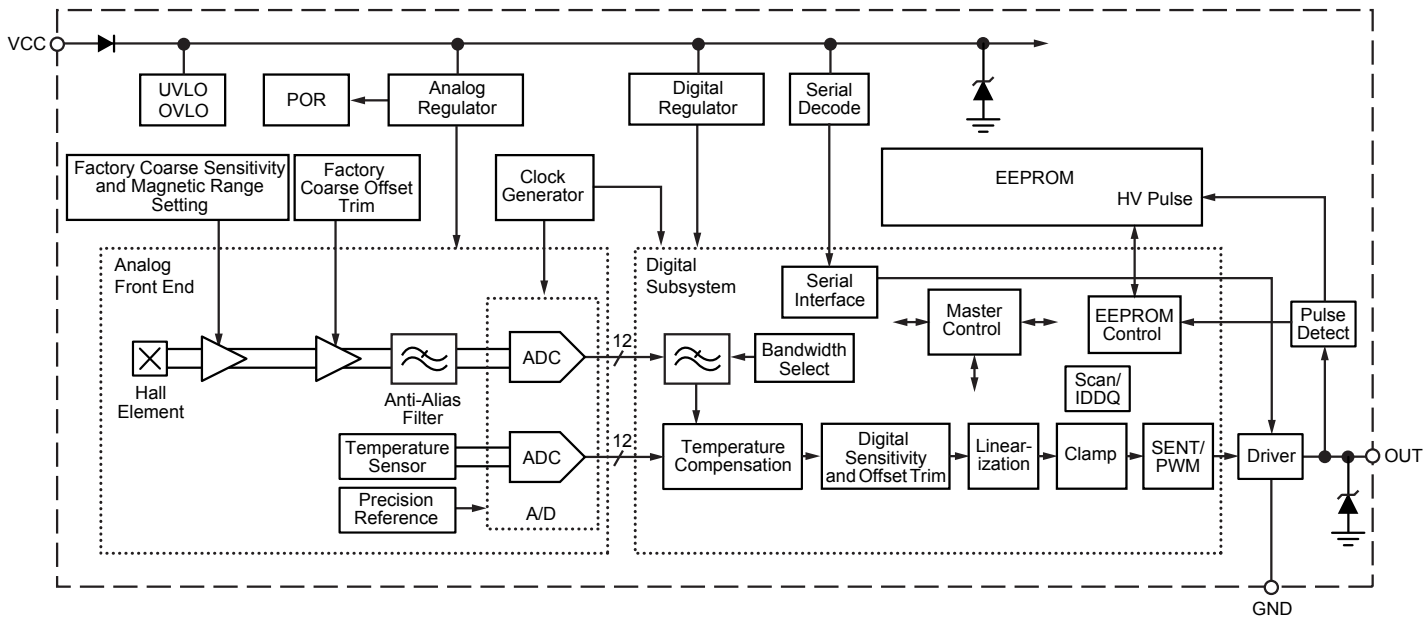 VCC
UVLO
OVLO
POR
Analog
Regulator
Digital
Regulator
Serial
Decode
Factory Coarse Sensitivity
and Magnetic Range
Setting
Factory
Coarse Offset
Trim
Clock
Generator
EEPROM
HV Pulse
Analog
Front End
Digital
Subsystem
Serial
Interface
Master
Control
EEPROM
Control
Pulse
Detect
Hall
Element
Anti-Alias
Filter
ADC
12
Bandwidth
Select
Scan/
IDDQ
Temperature
Sensor
ADC
12
Temperature
Compensation
Digital
Sensitivity
and Offset Trim
Linear-
ization
Clamp
SENT/
PWM
Driver
OUT
Precision
Reference
A/D
GND